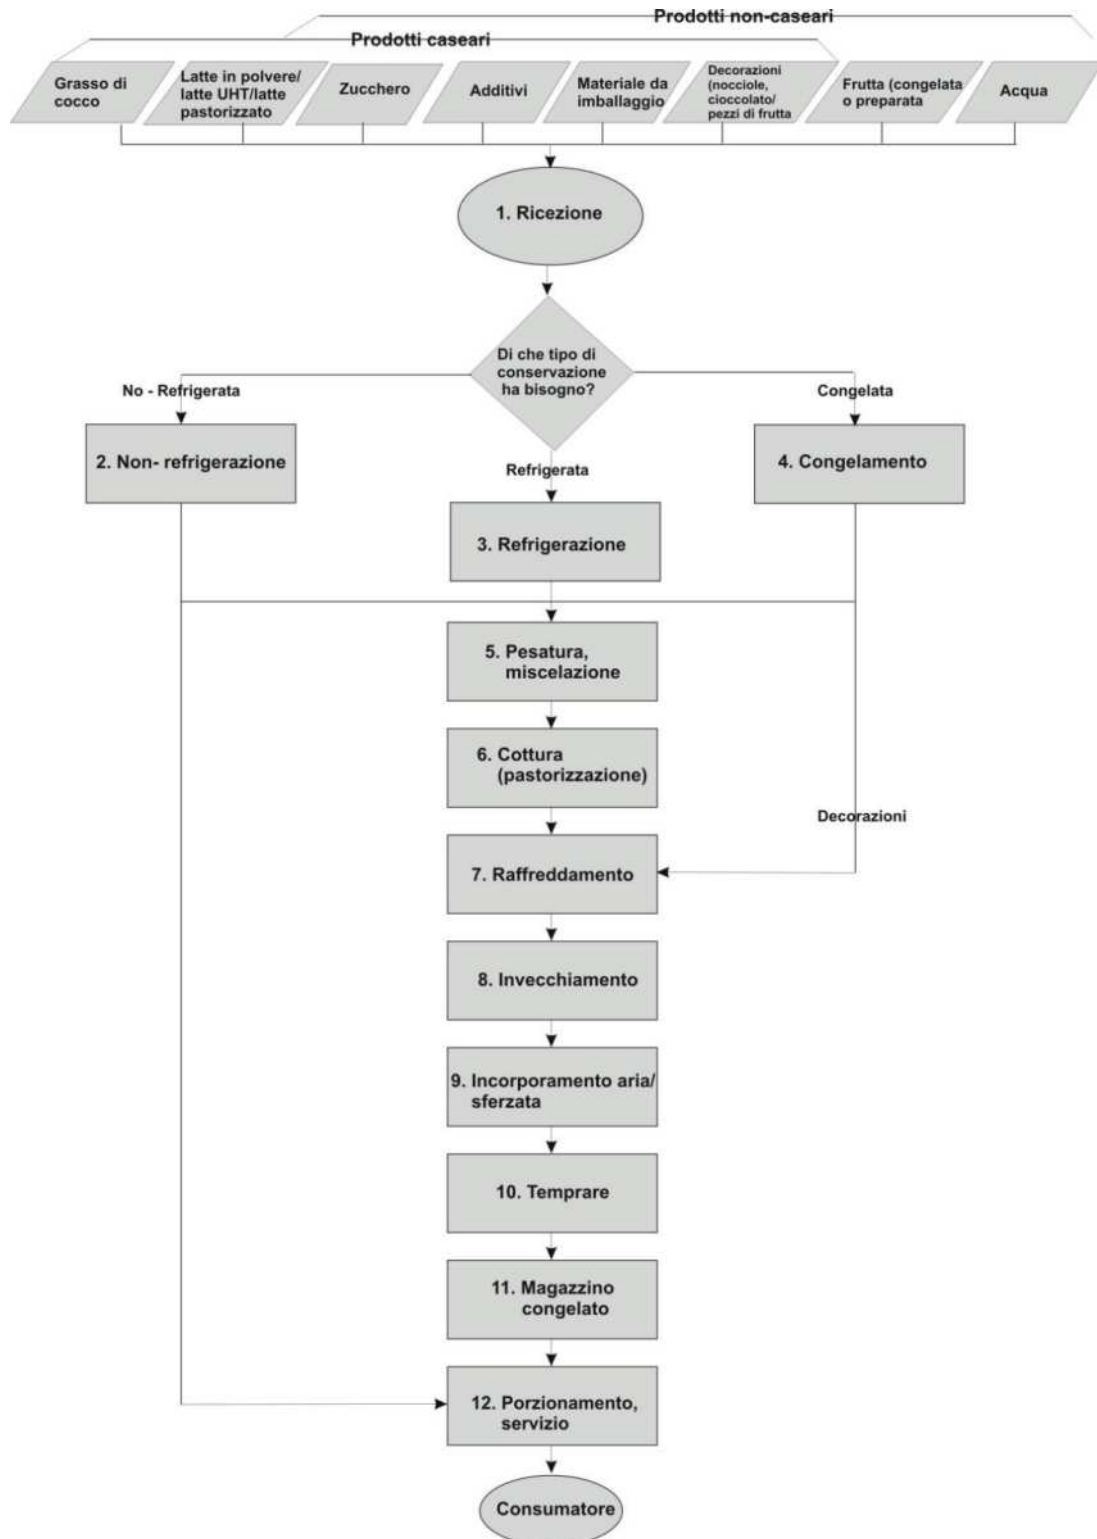 Prodotti non-caseari
Prodotti caseari
Grasso di
cocco
Latte in polvere/
latte UHT/latte
pastorizzato
Zucchero
Additivi
Materiale da
imballaggio
Decorazioni
(nocciole,
cioccolato/
pezzi di frutta
Frutta (congelata
o preparata
Acqua
1. Ricezione
Di che tipo di
conservazione
ha bisogno?
No - Refrigerata
Congelata
2. Non- refrigerazione
Refrigerata
4. Congelamento
3. Refrigerazione
5. Pesatura,
miscelazione
6. Cottura
(pastorizzazione)
Decorazioni
7. Raffreddamento
8. Invecchiamento
9. Incorporamento aria/
sferzata
10. Temprare
11. Magazzino
congelato
12. Porzionamento,
servizio
Consumatore